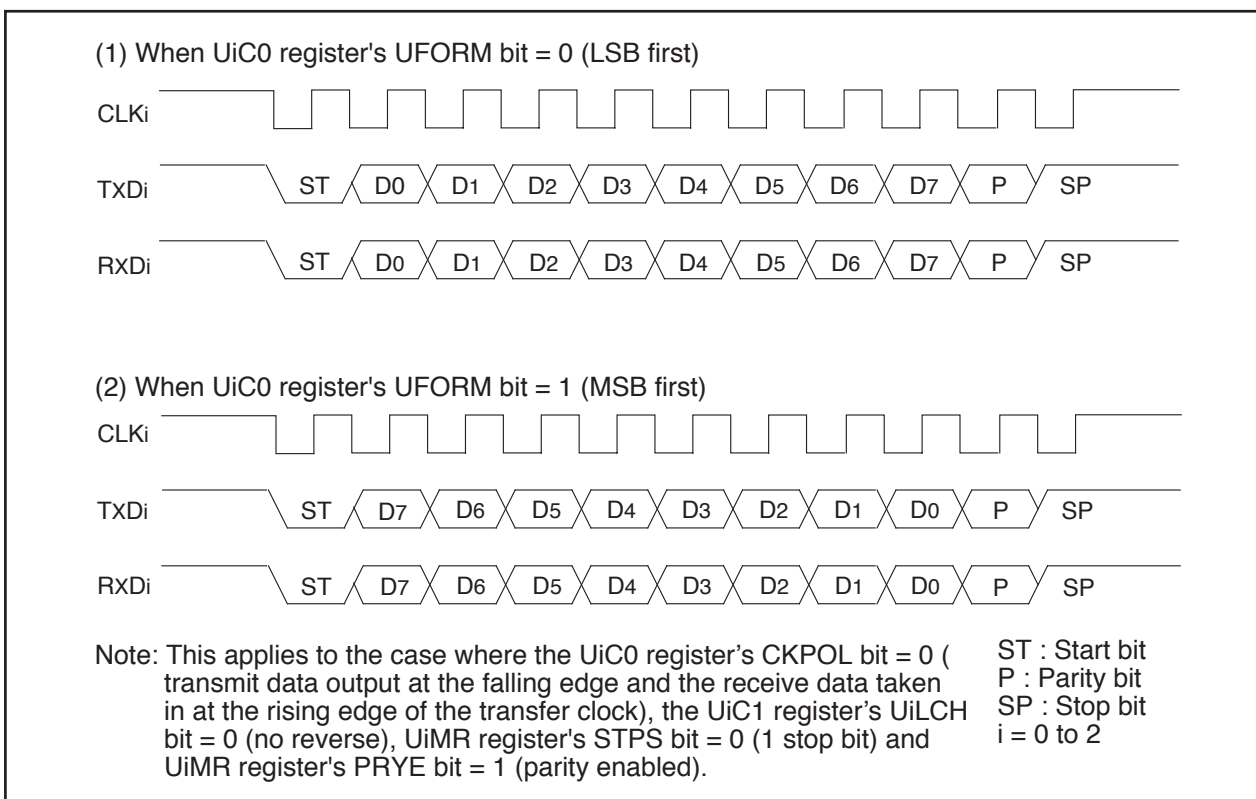 (1) When UiC0 register's UFORM bit = 0 (LSB first)
CLKi
TXDi ST D0 D1 D2 D3 D4 D5 D6 D7 P SP
RXDi ST D0 D1 D2 D3 D4 D5 D6 D7 P SP
(2) When UiC0 register's UFORM bit = 1 (MSB first)
CLKi
TXDi ST D7 D6 D5 D4 D3 D2 D1 D0 P SP
RXDi ST D7 D6 D5 D4 D3 D2 D1 D0 P SP
Note: This applies to the case where the UiC0 register's CKPOL bit = 0 (
transmit data output at the falling edge and the receive data taken
in at the rising edge of the transfer clock), the UiC1 register's UiLCH
bit = 0 (no reverse), UiMR register's STPS bit = 0 (1 stop bit) and
UiMR register's PRYE bit = 1 (parity enabled).
ST : Start bit
P : Parity bit
SP : Stop bit
i = 0 to 2